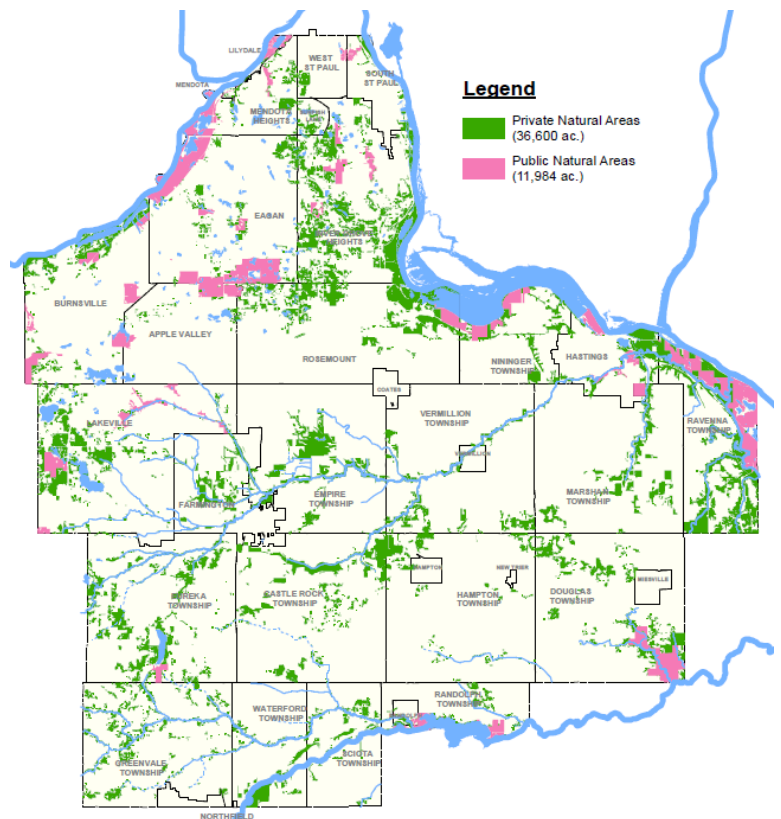 LILYDALE
WEST
ST PAUL
SOUTH
ST PAUL
MENDOTA
MENDOTA
HEIGHTS
Legend
Private Natural Areas
(36,600 ac.)
Public Natural Areas
(11,984 ac.)
EAGAN
HEIGHTS
BURNSVILLE
APPLE VALLEY
ROSEMOUNT
NININGER
TOWNSHIP
HASTINGS
COATES
LAKEVILLE
VERMILLION
TOWNSHIP
RAVENNA
TOWNSHIP
VERMILLION
FARMINGTON
EMPIRE
TOWNSHIP
MARSHAN
TOWNSHIP
HAMPTON
NEW TRIER
MIESVILLE
EUREKA
TOWNSHIP
CASTLE ROCK
TOWNSHIP
HAMPTON
TOWNSHIP
DOUGLAS
TOWNSHIP
WATERFORD
TOWNSHIP
RANDOLPH
TOWNSHIP
GREENVALE
TOWNSHIP
SCIOTA
TOWNSHIP
NORTHFIELD